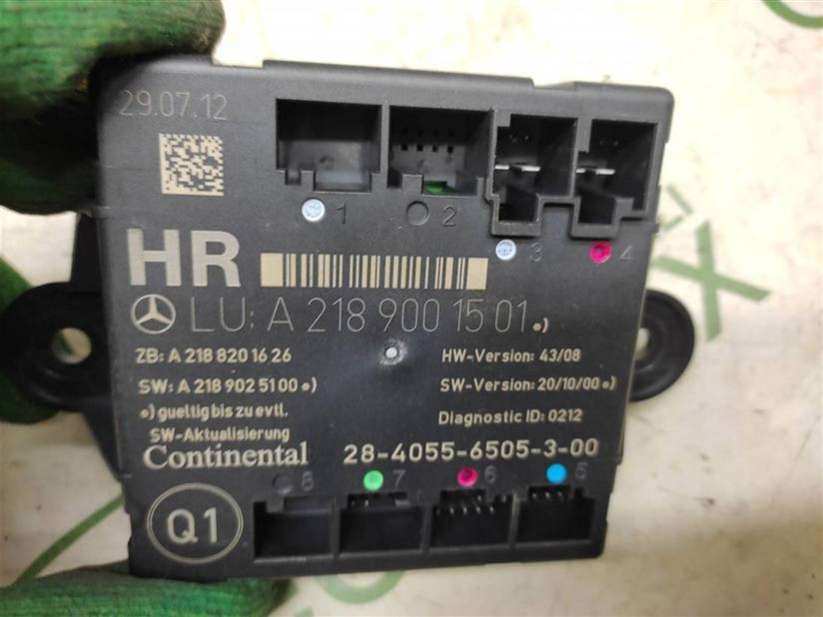 29.07.12
1 2 3 4
HR
LU: A 218 900 15 01 •)
ZB: A 218 820 16 26
HW-Version: 43/08
SW: A 218 902 51 00 •)
SW-Version: 20/10/00 •)
•) gueltig bis zu evtl.
SW-Aktualisierung
Diagnostic ID: 0212
Continental 28-4055-6505-3-00
8 7 6 5
Q1